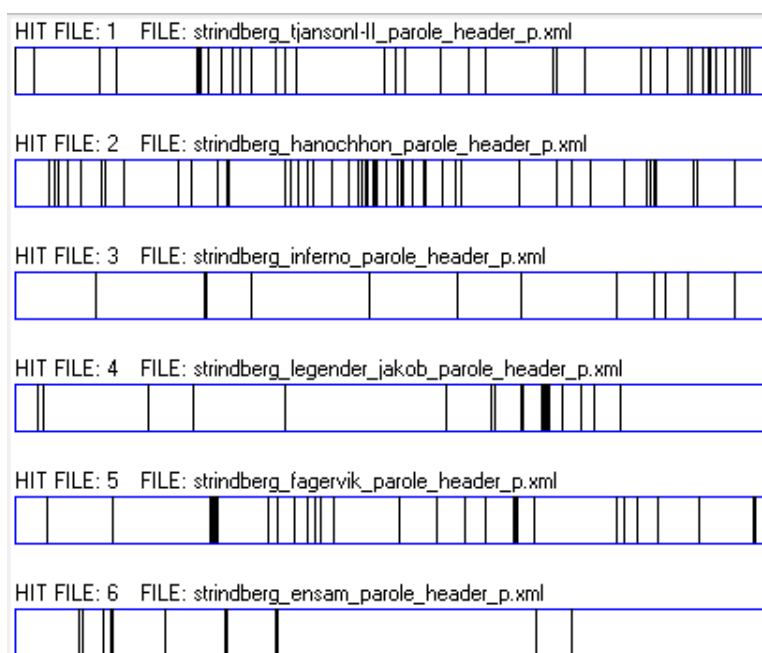 HIT FILE: 1 FILE: strindberg_tjansonI-II_parole_header_p.xml
HIT FILE: 2 FILE: strindberg_hanochhon_parole_header_p.xml
HIT FILE: 3 FILE: strindberg_inferno_parole_header_p.xml
HIT FILE: 4 FILE: strindberg_legender_jakob_parole_header_p.xml
HIT FILE: 5 FILE: strindberg_fagervik_parole_header_p.xml
HIT FILE: 6 FILE: strindberg_ensam_parole_header_p.xml